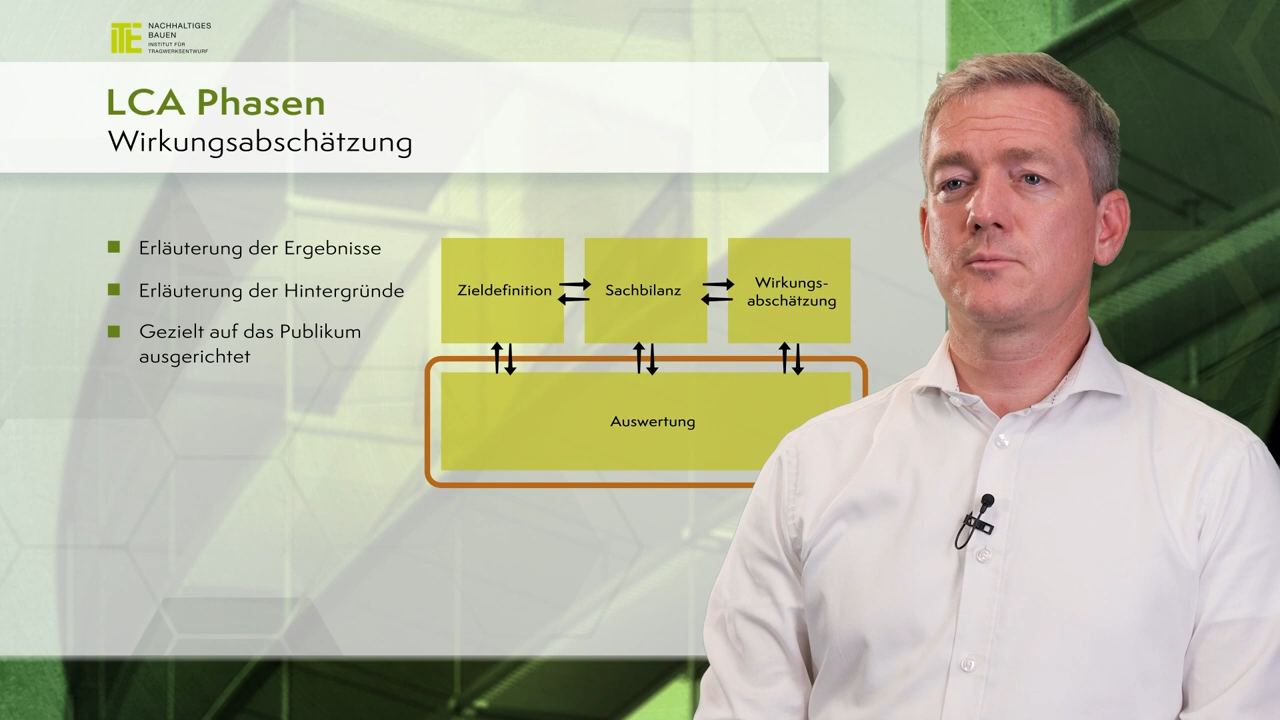 NACHHALTIGES
BAUEN
INSTITUT FÜR
TRAGWERKSENTWURF
LCA Phasen
Wirkungsabschätzung
Erläuterung der Ergebnisse
Erläuterung der Hintergründe
Gezielt auf das Publikum
ausgerichtet
Zieldefinition
Sachbilanz
Wirkungs-
abschätzung
Auswertung